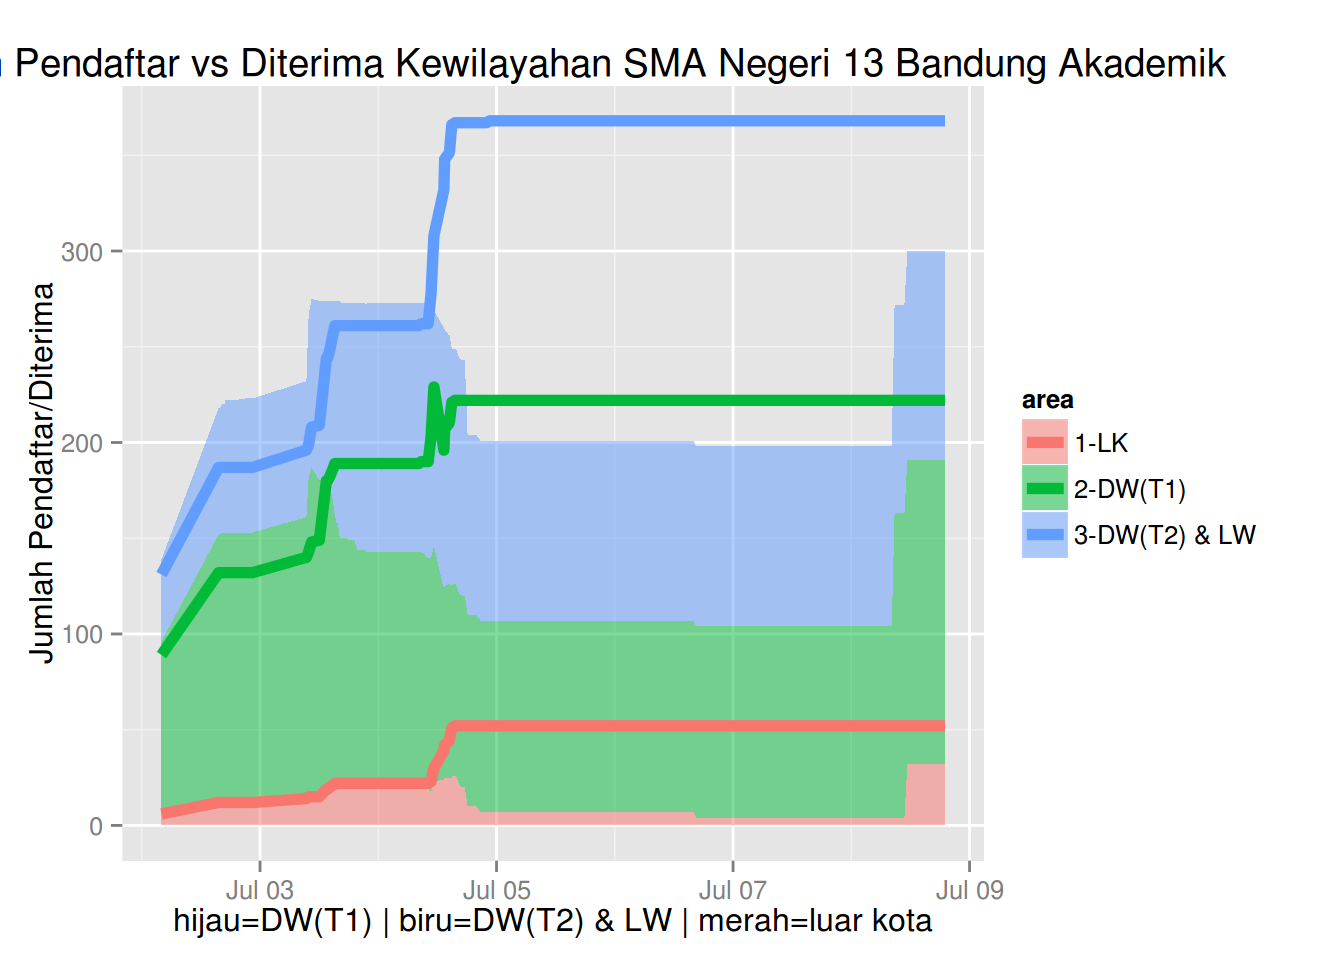 Pendaftar vs Diterima Kewilayahan SMA Negeri 13 Bandung Akademik
Jumlah Pendaftar/Diterima
300
200
100
0
Jul 03
Jul 05
Jul 07
Jul 09
hijau=DW(T1) | biru=DW(T2) & LW | merah=luar kota
area
1-LK
2-DW(T1)
3-DW(T2) & LW